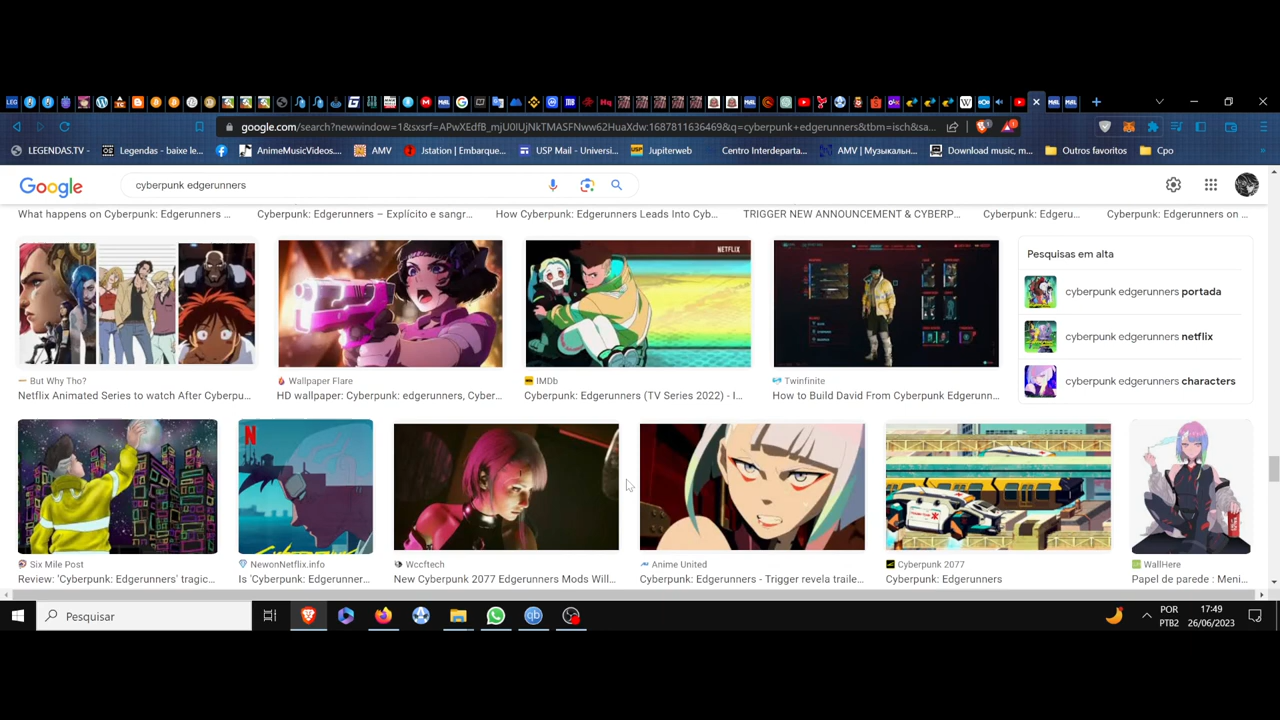 google.com/search?newwindow=1&sxsrf=APwXEdfB_mjU0IUjNkTMASFNww62HuaXdw:1687811636469&q=cyberpunk+edgerunners&tbm=isch&sa...
LEGENDAS.TV - Legendas - baixe le... AnimeMusicVideos.... AMV Jstation | Embarque... USP Mail - Universi... Jupiterweb Centro Interdeparta... AMV | Музыкальн... Download music, m... Outros favoritos Cpo
Google
cyberpunk edgerunners
What happens on Cyberpunk: Edgerunners ...
Cyberpunk: Edgerunners – Explícito e sangr...
How Cyberpunk: Edgerunners Leads Into Cyb...
TRIGGER NEW ANNOUNCEMENT & CYBERP...
Cyberpunk: Edgeru...
Cyberpunk: Edgerunners on ...
NETFLIX
Pesquisas em alta
cyberpunk edgerunners portada
cyberpunk edgerunners netflix
cyberpunk edgerunners characters
But Why Tho?
Netflix Animated Series to watch After Cyberpu...
Wallpaper Flare
HD wallpaper: Cyberpunk: edgerunners, Cyber...
IMDb
Cyberpunk: Edgerunners (TV Series 2022) - I...
Twinfinite
How to Build David From Cyberpunk Edgerunn...
Six Mile Post
Review: 'Cyberpunk: Edgerunners' tragic...
NewonNetflix.info
Is 'Cyberpunk: Edgerunner...
Wccftech
New Cyberpunk 2077 Edgerunners Mods Will...
Anime United
Cyberpunk: Edgerunners - Trigger revela traile...
Cyberpunk 2077
Cyberpunk: Edgerunners
WallHere
Papel de parede : Meni...
Pesquisar
POR
PTB2
17:49
26/06/2023